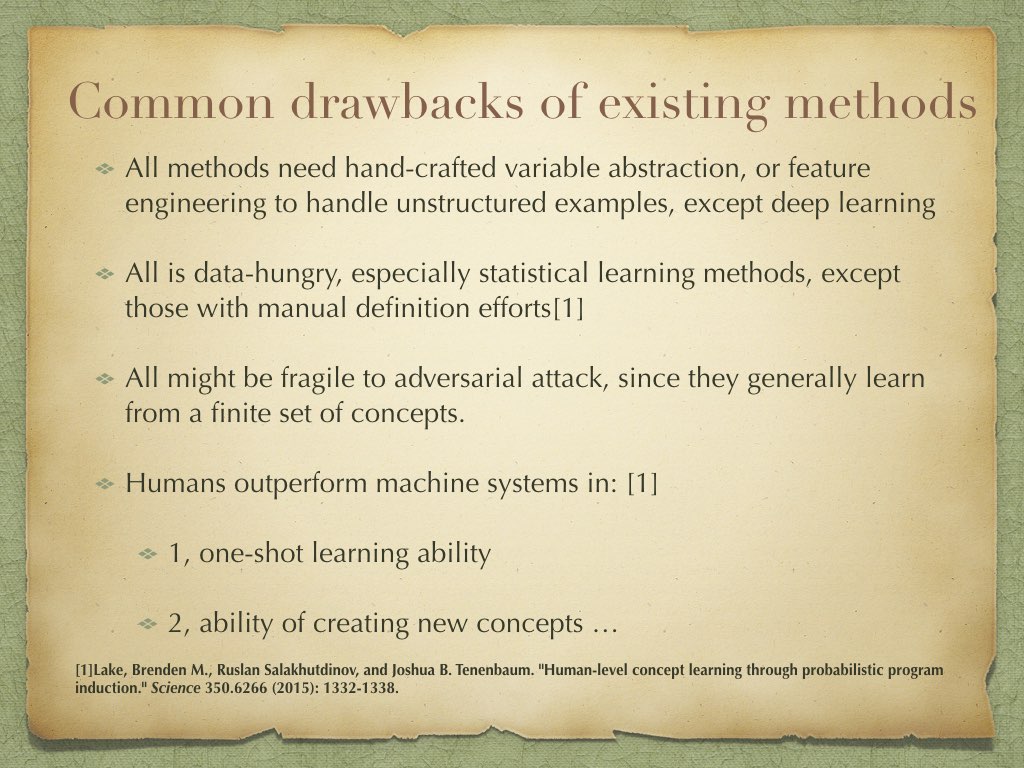 Common drawbacks of existing methods
All methods need hand-crafted variable abstraction, or feature
engineering to handle unstructured examples, except deep learning
All is data-hungry, especially statistical learning methods, except
those with manual definition efforts[1]
All might be fragile to adversarial attack, since they generally learn
from a finite set of concepts.
Humans outperform machine systems in: [1]
1, one-shot learning ability
2, ability of creating new concepts …
[1]Lake, Brenden M., Ruslan Salakhutdinov, and Joshua B. Tenenbaum. "Human-level concept learning through probabilistic program
induction." Science 350.6266 (2015): 1332-1338.